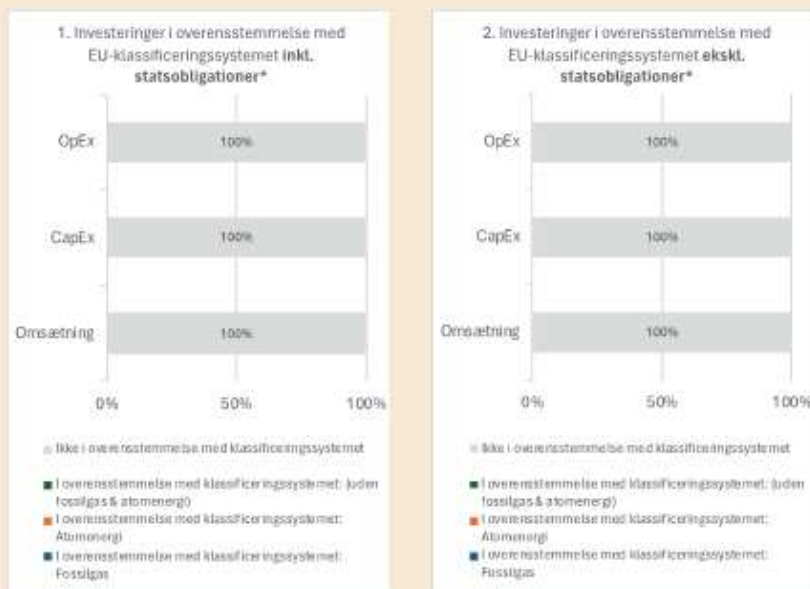 1. Investeringer i overensstemmelse med
EU-klassificeringssystemet inkl.
statsobligationer*
OpEx
100%
CapEx
100%
Omsætning
100%
0%
50%
100%
Ikke i overensstemmelse med klassificeringssystemet
I overensstemmelse med klassificeringssystemet: (uden
fossilgas & atomenergi)
I overensstemmelse med klassificeringssystemet:
Atomenergi
I overensstemmelse med klassificeringssystemet:
Fossilgas
2. Investeringer i overensstemmelse med
EU-klassificeringssystemet ekskl.
statsobligationer*
OpEx
100%
CapEx
100%
Omsætning
100%
0%
50%
100%
Ikke i overensstemmelse med klassificeringssystemet
I overensstemmelse med klassificeringssystemet: (uden
fossilgas & atomenergi)
I overensstemmelse med klassificeringssystemet:
Atomenergi
I overensstemmelse med klassificeringssystemet:
Fossilgas